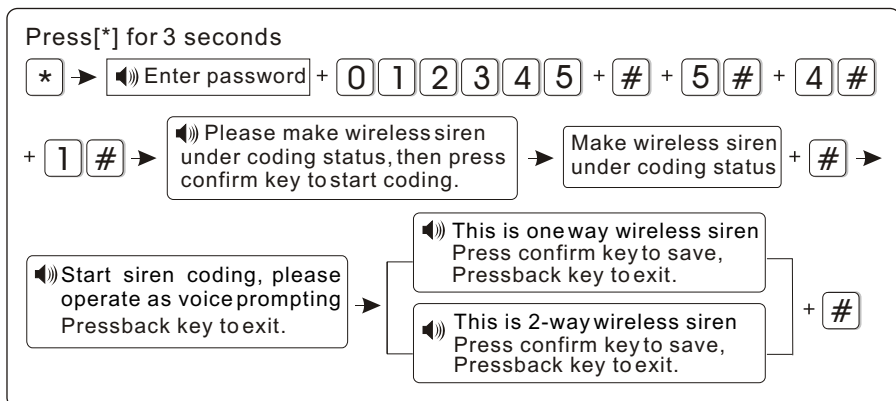 Press[*] for 3 seconds
* Enter password + 0 1 2 3 4 5 + # + 5 # + 4 #
+ 1 # Please make wireless siren
under coding status, then press
confirm key to start coding.
Make wireless siren
under coding status + #
Start siren coding, please
operate as voice prompting
Pressback key to exit.
This is one way wireless siren
Press confirm key to save,
Pressback key to exit.
This is 2-way wireless siren
Press confirm key to save,
Pressback key to exit.
+ #